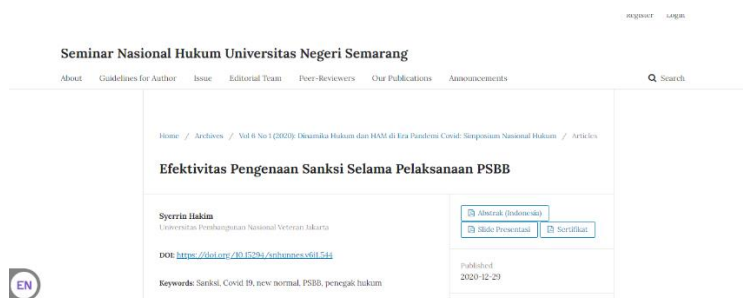 Register Login
Seminar Nasional Hukum Universitas Negeri Semarang
About Guidelines for Author Issue Editorial Team Peer-Reviewers Our Publications Announcements Search
Home / Archives / Vol 6 No 1 (2020): Dinamika Hukum dan HAM di Era Pandemi Covid: Simposium Nasional Hukum / Articles
Efektivitas Pengenaan Sanksi Selama Pelaksanaan PSBB
Syerrin Hakim
Universitas Pembangunan Nasional Veteran Jakarta
Abstrak (Indonesia)
Slide Presentasi Sertifikat
DOI: https://doi.org/10.15294/snhunnes.v6i1.544
Published
2020-12-29
Keywords: Sanksi, Covid 19, new normal, PSBB, penegak hukum
EN